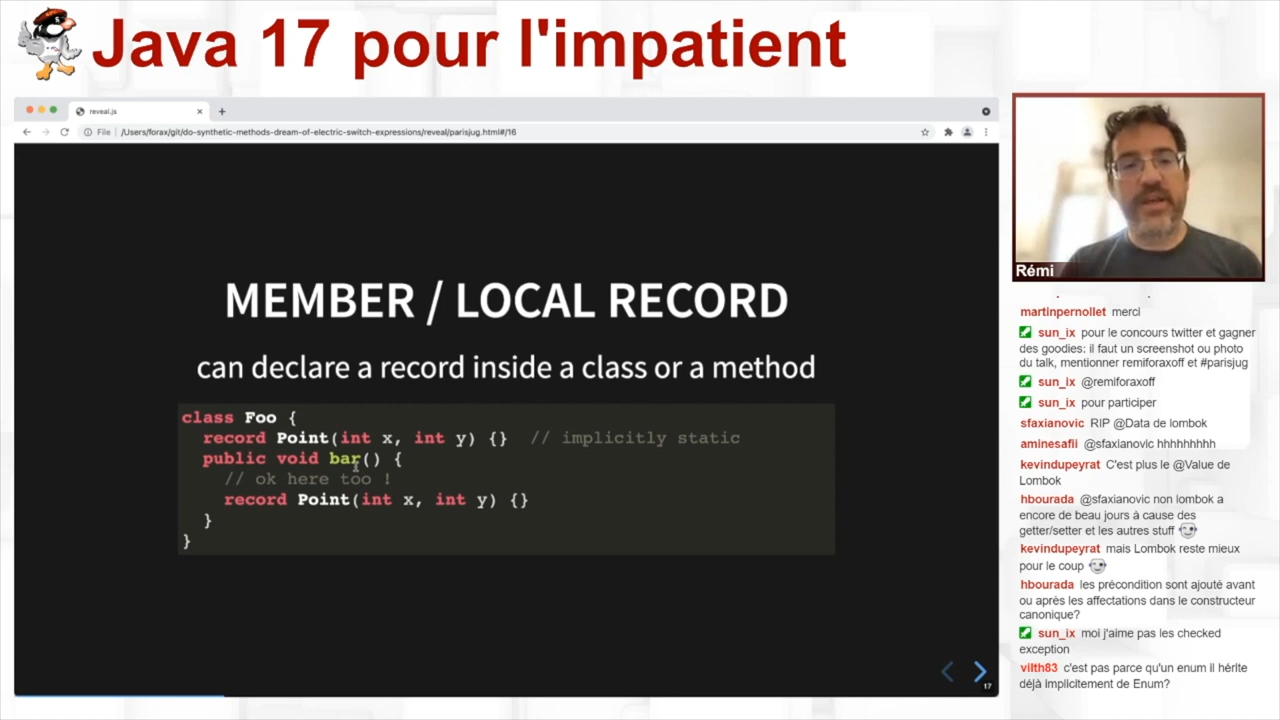 Java 17 pour l'impatient
reveal.js
File
/Users/forax/git/do-synthetic-methods-dream-of-electric-switch-expressions/reveal/parisjug.html#/16
MEMBER / LOCAL RECORD
can declare a record inside a class or a method
class Foo {
record Point(int x, int y) {} // implicitly static
public void bar() {
// ok here too !
record Point(int x, int y) {}
}
}
17
Rémi
martinpernollet merci
sun_ix pour le concours twitter et gagner
des goodies: il faut un screenshot ou photo
du talk, mentionner remiforaxoff et #parisjug
sun_ix @remiforaxoff
sun_ix pour participer
sfaxianovic RIP @Data de lombok
aminesafii @sfaxianovic hhhhhhhhh
kevindupeyrat C'est plus le @Value de
Lombok
hbourada @sfaxianovic non lombok a
encore de beau jours à cause des
getter/setter et les autres stuff
kevindupeyrat mais Lombok reste mieux
pour le coup
hbourada les précondition sont ajouté avant
ou après les affectations dans le constructeur
canonique?
sun_ix moi j'aime pas les checked
exception
vilth83 c'est pas parce qu'un enum il hérite
déjà implicitement de Enum?